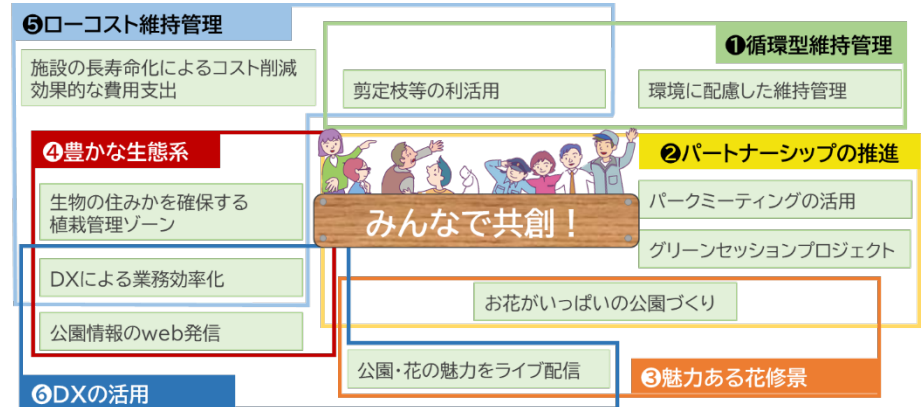 ❺ローコスト維持管理
施設の長寿命化によるコスト削減
効果的な費用支出
❶循環型維持管理
剪定枝等の利活用
環境に配慮した維持管理
❹豊かな生態系
生物の住みかを確保する
植栽管理ゾーン
DXによる業務効率化
公園情報のweb発信
みんなで共創！
❷パートナーシップの推進
パークミーティングの活用
グリーンセッションプロジェクト
お花がいっぱいの公園づくり
公園・花の魅力をライブ配信
❸魅力ある花修景
❻DXの活用